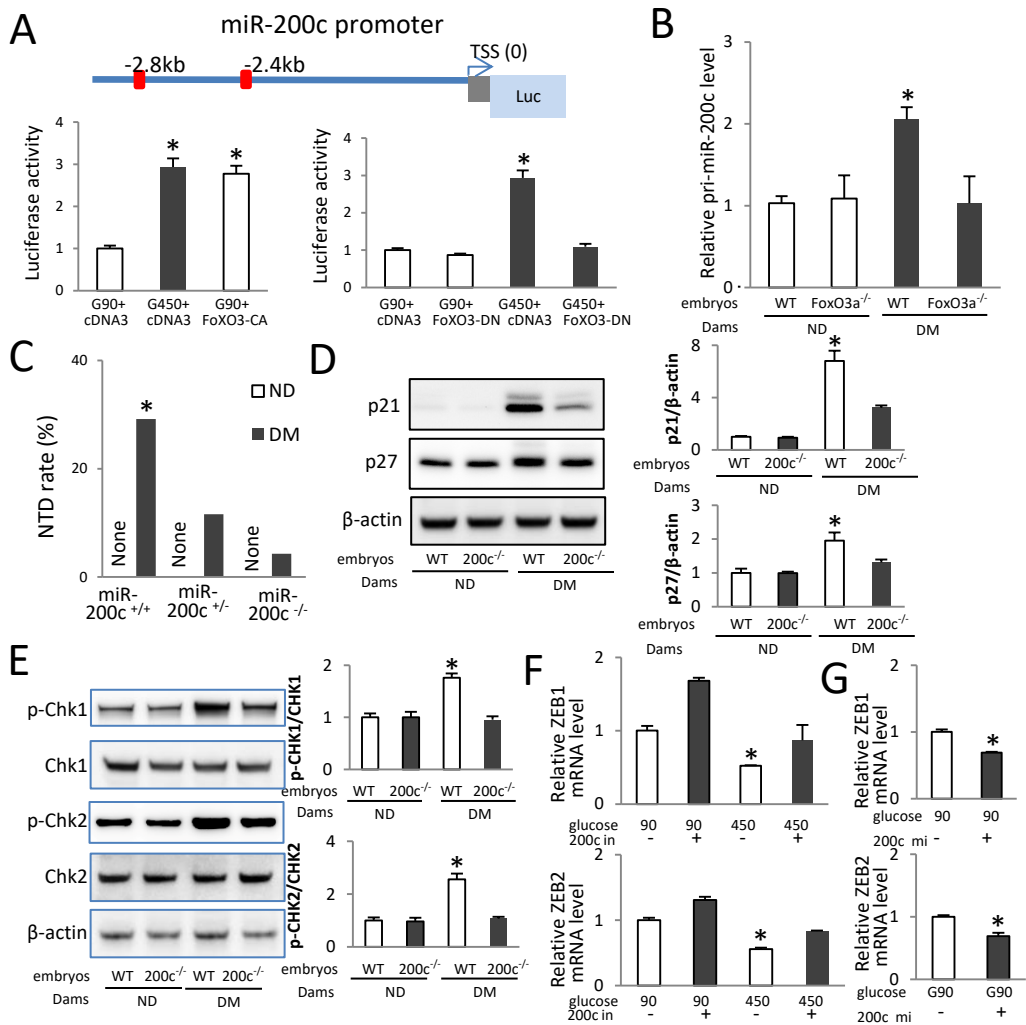 A
miR-200c promoter
-2.8kb
-2.4kb
TSS (0)
Luc
Luciferase activity
4
3
2
1
0
*
*
G90+ cDNA3
G450+ cDNA3
G90+ FoXO3-CA
Luciferase activity
4
3
2
1
0
*
G90+ cDNA3
G90+ FOXO3-DN
G450+ cDNA3
G450+ FOXO3-DN
B
Relative pri-miR-200c level
3
2
1
0
*
embryos WT FoxO3a-/- WT FoxO3a-/-
Dams ND DM
C
NTD rate (%)
40
20
0
ND
DM
*
None
None
None
miR-200c +/+
miR-200c +/-
miR-200c -/-
D
p21
p27
β-actin
embryos WT 200c-/- WT 200c-/-
Dams ND DM
p21/β-actin
8
4
0
*
embryos WT 200c-/- WT 200c-/-
Dams ND DM
p27/β-actin
3
2
1
0
*
embryos WT 200c-/- WT 200c-/-
Dams ND DM
E
p-Chk1
Chk1
p-Chk2
Chk2
β-actin
embryos WT 200c-/- WT 200c-/-
Dams ND DM
p-CHK1/CHK1
2
1
0
*
embryos WT 200c-/- WT 200c-/-
Dams ND DM
p-CHK2/CHK2
4
3
2
1
0
*
embryos WT 200c-/- WT 200c-/-
Dams ND DM
F
Relative ZEB1 mRNA level
2
1
0
*
glucose 90 90 450 450
200c in - + - +
Relative ZEB2 mRNA level
2
1
0
*
glucose 90 90 450 450
200c in - + - +
G
Relative ZEB1 mRNA level
2
1
0
*
glucose 90 90
200c mi - +
Relative ZEB2 mRNA level
2
1
0
*
glucose G90 G90
200c mi - +